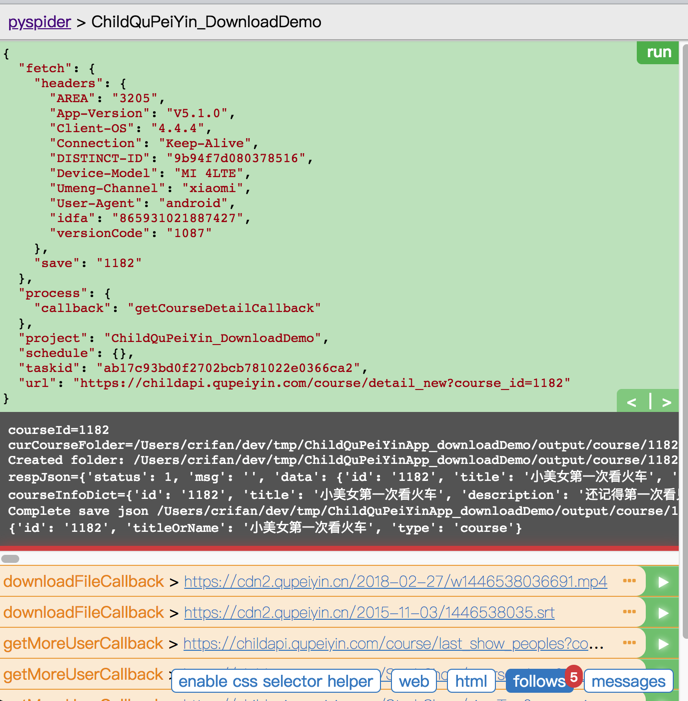 pyspider > ChildQuPeiYin_DownloadDemo
run
{
"fetch": {
"headers": {
"AREA": "3205",
"App-Version": "V5.1.0",
"Client-OS": "4.4.4",
"Connection": "Keep-Alive",
"DISTINCT-ID": "9b94f7d080378516",
"Device-Model": "MI 4LTE",
"Umeng-Channel": "xiaomi",
"User-Agent": "android",
"idfa": "865931021887427",
"versionCode": "1087"
},
"save": "1182"
},
"process": {
"callback": "getCourseDetailCallback"
},
"project": "ChildQuPeiYin_DownloadDemo",
"schedule": {},
"taskid": "ab17c93bd0f2702bcb781022e0366ca2",
"url": "https://childapi.qupeiyin.com/course/detail_new?course_id=1182"
}
< | >
courseId=1182
curCourseFolder=/Users/crifan/dev/tmp/ChildQuPeiYinApp_downloadDemo/output/course/1182
Created folder: /Users/crifan/dev/tmp/ChildQuPeiYinApp_downloadDemo/output/course/1182
respJson={'status': 1, 'msg': '', 'data': {'id': '1182', 'title': '小美女第一次看火车', '
courseInfoDict={'id': '1182', 'title': '小美女第一次看火车', 'description': '还记得第一次看
Complete save json /Users/crifan/dev/tmp/ChildQuPeiYinApp_downloadDemo/output/course/1
{'id': '1182', 'titleOrName': '小美女第一次看火车', 'type': 'course'}
downloadFileCallback > https://cdn2.qupeiyin.cn/2018-02-27/w1446538036691.mp4 ···
downloadFileCallback > https://cdn2.qupeiyin.cn/2015-11-03/1446538035.srt ···
getMoreUserCallback > https://childapi.qupeiyin.com/course/last_show_peoples?co... ···
getMoreUserCallback >
enable css selector helper web html follows 5 messages